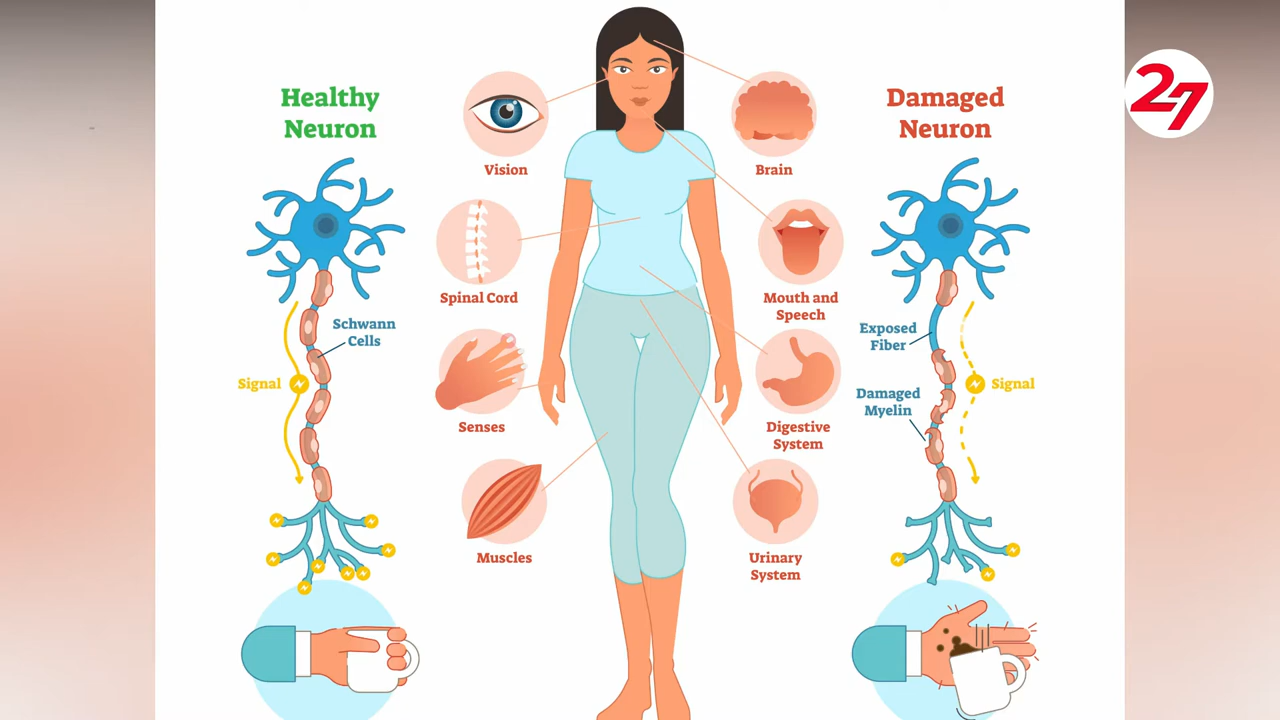 27
Healthy
Neuron
Damaged
Neuron
Vision
Brain
Spinal Cord
Mouth and
Speech
Schwann
Cells
Exposed
Fiber
Signal
Signal
Damaged
Myelin
Senses
Digestive
System
Muscles
Urinary
System